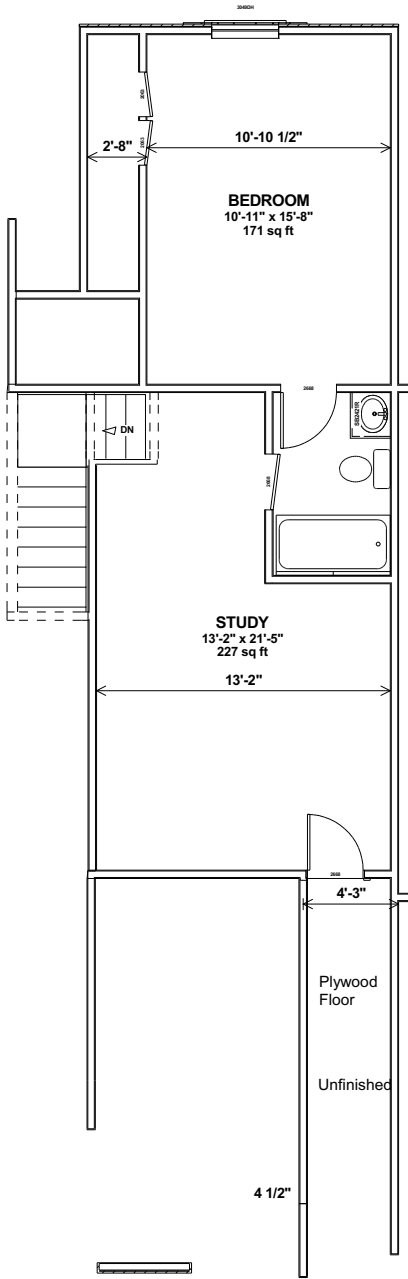 3040DH
2'-8"
10'-10 1/2"
BEDROOM
10'-11" x 15'-8"
171 sq ft
2668
SB2421R
DN
STUDY
13'-2" x 21'-5"
227 sq ft
13'-2"
2668
4'-3"
Plywood
Floor
Unfinished
4 1/2"